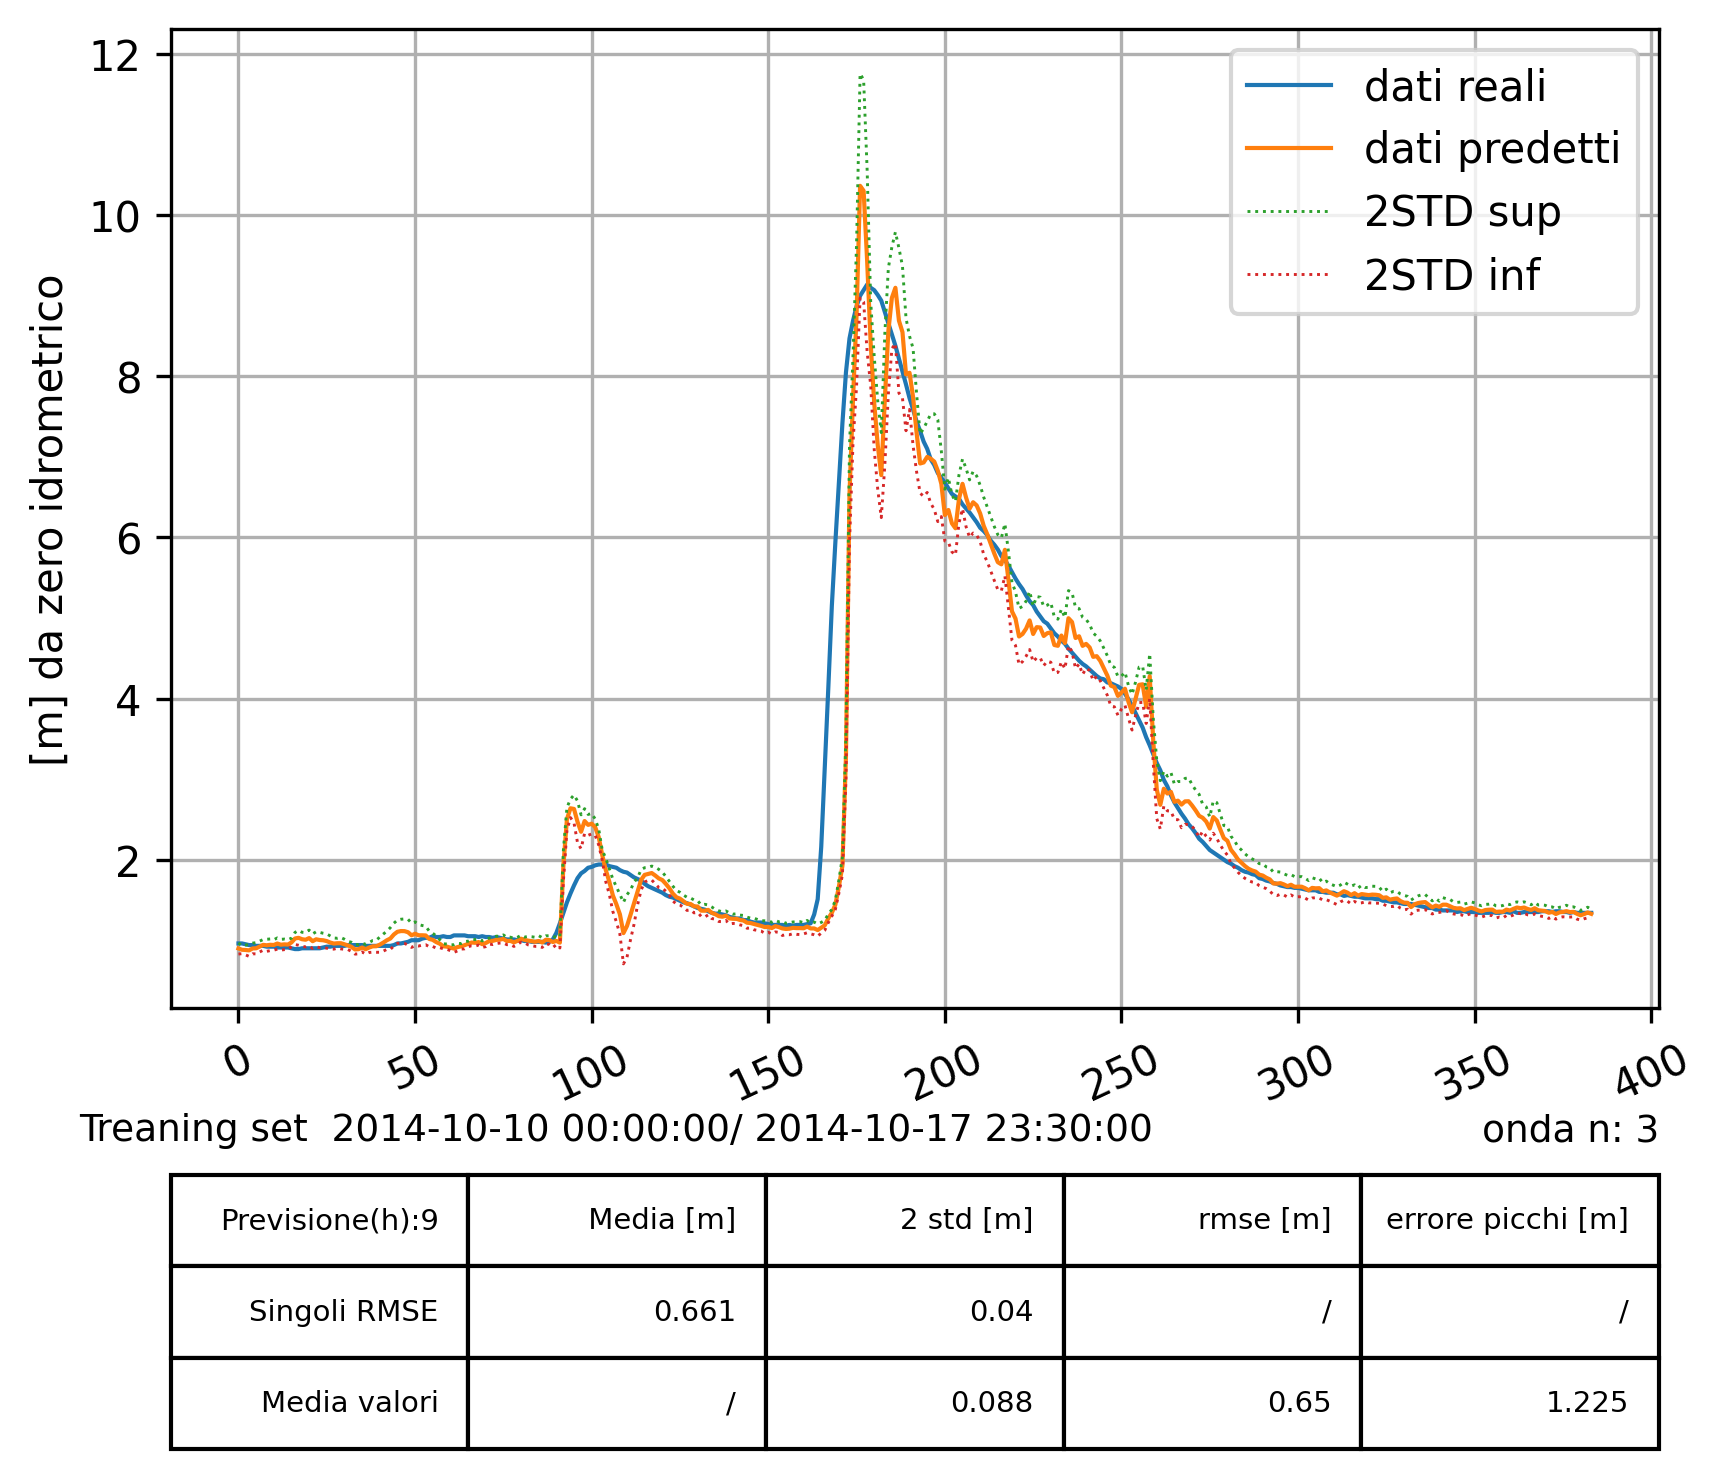 12
10
8
6
4
2
[m] da zero idrometrico
dati reali
dati predetti
2STD sup
2STD inf
0 50 100 150 200 250 300 350 400
Treaning set  2014-10-10 00:00:00/ 2014-10-17 23:30:00 onda n: 3
Previsione(h):9 Media [m] 2 std [m] rmse [m] errore picchi [m]
Singoli RMSE 0.661 0.04 / /
Media valori / 0.088 0.65 1.225